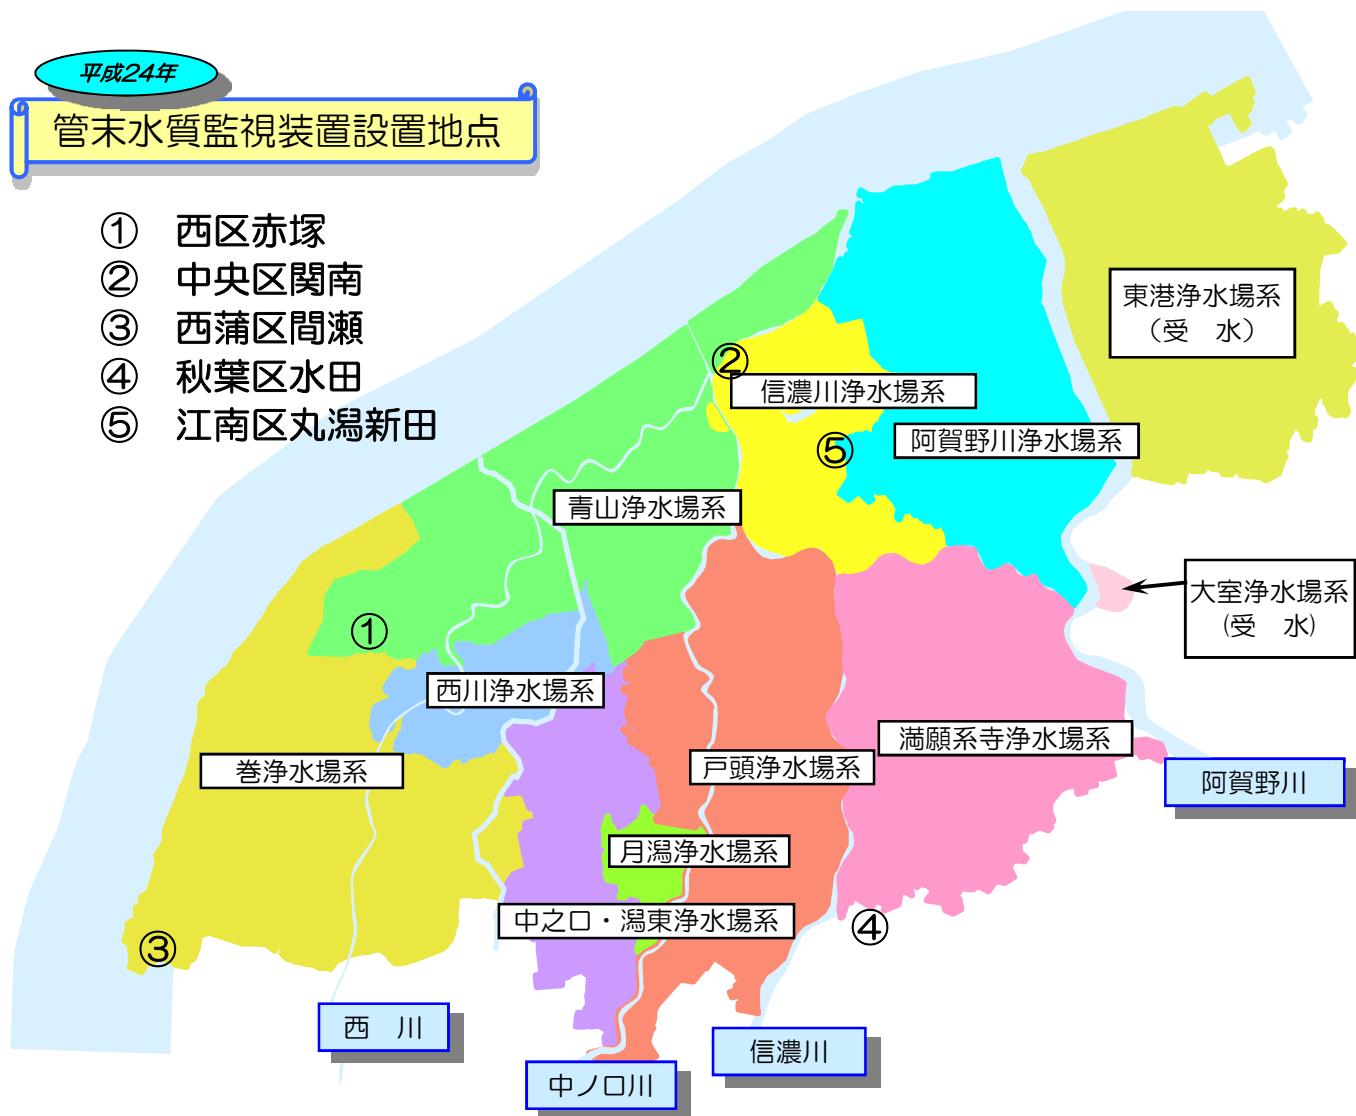 平成24年
管末水質監視装置設置地点
① 西区赤塚
② 中央区関南
③ 西蒲区間瀬
④ 秋葉区水田
⑤ 江南区丸潟新田
東港浄水場系
（受 水）
②
信濃川浄水場系
⑤
阿賀野川浄水場系
青山浄水場系
大室浄水場系
(受 水)
①
西川浄水場系
満願系寺浄水場系
巻浄水場系
戸頭浄水場系
阿賀野川
月潟浄水場系
中之口・潟東浄水場系
④
③
西 川
信濃川
中ノ口川